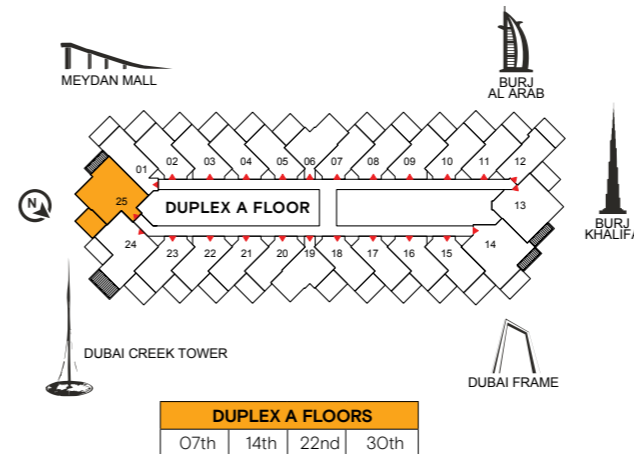 MEYDAN MALL
BURJ
AL ARAB
01 02 03 04 05 06 07 08 09 10 11 12
N
25
DUPLEX A FLOOR
13
BURJ
KHALIFA
24 23 22 21 20 19 18 17 16 15 14
DUBAI CREEK TOWER
DUBAI FRAME
DUPLEX A FLOORS
07th 14th 22nd 30th